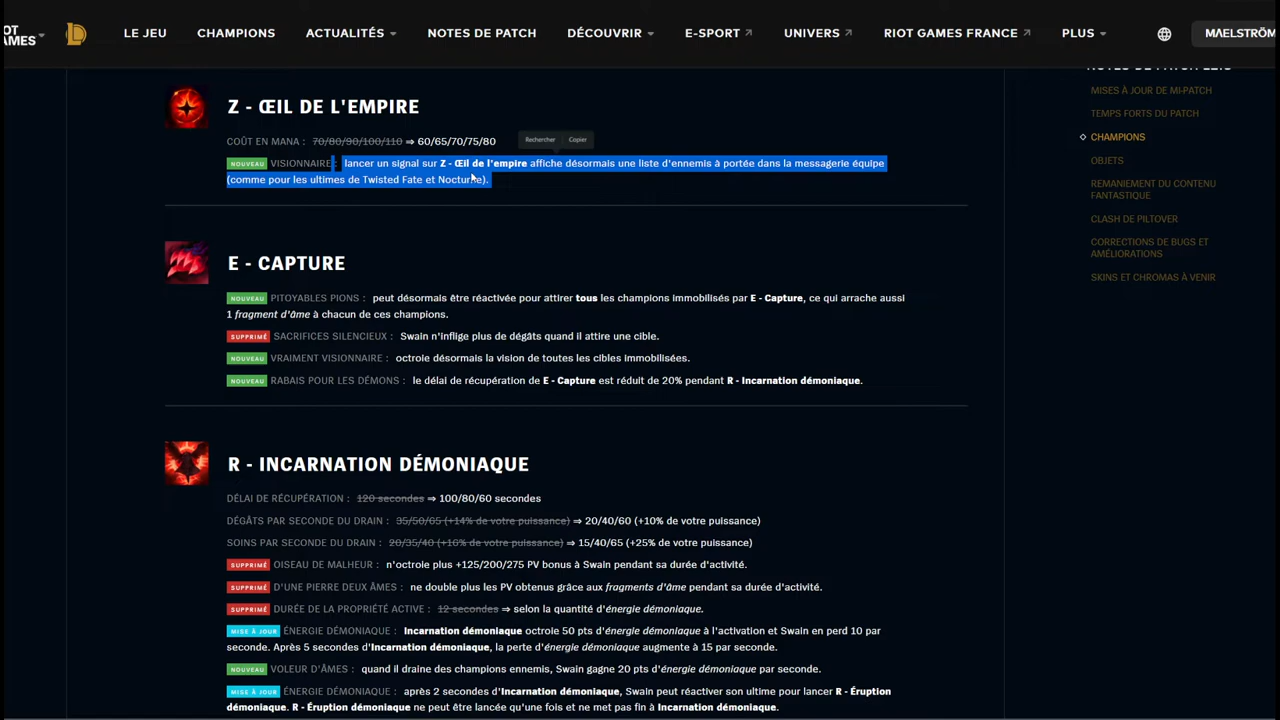 IOT
AMES
LE JEU
CHAMPIONS
ACTUALITÉS
NOTES DE PATCH
DÉCOUVRIR
E-SPORT
UNIVERS
RIOT GAMES FRANCE
PLUS
MAELSTRÖM
Z - ŒIL DE L'EMPIRE
COÛT EN MANA : 70/80/90/100/110 ⇒ 60/65/70/75/80
Rechercher Copier
NOUVEAU VISIONNAIRE : lancer un signal sur Z - Œil de l'empire affiche désormais une liste d'ennemis à portée dans la messagerie équipe
(comme pour les ultimes de Twisted Fate et Nocturne).
E - CAPTURE
NOUVEAU PITOYABLES PIONS : peut désormais être réactivée pour attirer tous les champions immobilisés par E - Capture, ce qui arrache aussi
1 fragment d'âme à chacun de ces champions.
SUPPRIMÉ SACRIFICES SILENCIEUX : Swain n'inflige plus de dégâts quand il attire une cible.
NOUVEAU VRAIMENT VISIONNAIRE : octroie désormais la vision de toutes les cibles immobilisées.
NOUVEAU RABAIS POUR LES DÉMONS : le délai de récupération de E - Capture est réduit de 20% pendant R - Incarnation démoniaque.
R - INCARNATION DÉMONIAQUE
DÉLAI DE RÉCUPÉRATION : 120 secondes ⇒ 100/80/60 secondes
DÉGÂTS PAR SECONDE DU DRAIN : 35/50/65 (+14% de votre puissance) ⇒ 20/40/60 (+10% de votre puissance)
SOINS PAR SECONDE DU DRAIN : 20/35/40 (+16% de votre puissance) ⇒ 15/40/65 (+25% de votre puissance)
SUPPRIMÉ OISEAU DE MALHEUR : n'octroie plus +125/200/275 PV bonus à Swain pendant sa durée d'activité.
SUPPRIMÉ D'UNE PIERRE DEUX ÂMES : ne double plus les PV obtenus grâce aux fragments d'âme pendant sa durée d'activité.
SUPPRIMÉ DURÉE DE LA PROPRIÉTÉ ACTIVE : 12 secondes ⇒ selon la quantité d'énergie démoniaque.
MISE À JOUR ÉNERGIE DÉMONIAQUE : Incarnation démoniaque octroie 50 pts d'énergie démoniaque à l'activation et Swain en perd 10 par
seconde. Après 5 secondes d'Incarnation démoniaque, la perte d'énergie démoniaque augmente à 15 par seconde.
NOUVEAU VOLEUR D'ÂMES : quand il draine des champions ennemis, Swain gagne 20 pts d'énergie démoniaque par seconde.
MISE À JOUR ÉNERGIE DÉMONIAQUE : après 2 secondes d'Incarnation démoniaque, Swain peut réactiver son ultime pour lancer R - Éruption
démoniaque. R - Éruption démoniaque ne peut être lancée qu'une fois et ne met pas fin à Incarnation démoniaque.
MISES À JOUR DE MI-PATCH
TEMPS FORTS DU PATCH
CHAMPIONS
OBJETS
REMANIEMENT DU CONTENU
FANTASTIQUE
CLASH DE PILTOVER
CORRECTIONS DE BUGS ET
AMÉLIORATIONS
SKINS ET CHROMAS À VENIR